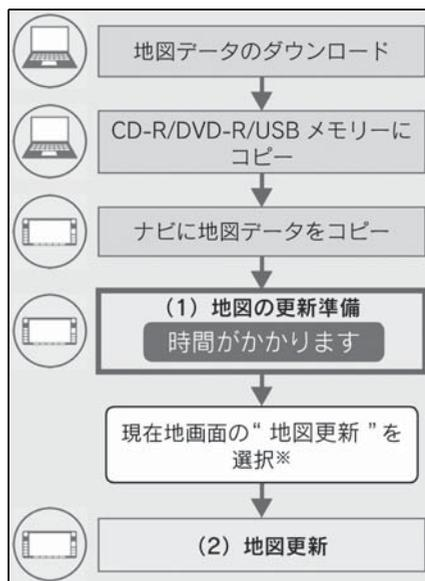 地図データのダウンロード
CD-R/DVD-R/USB メモリーに
コピー
ナビに地図データをコピー
(1) 地図の更新準備
時間がかかります
現在地画面の“ 地図更新 ”を
選択※
(2) 地図更新